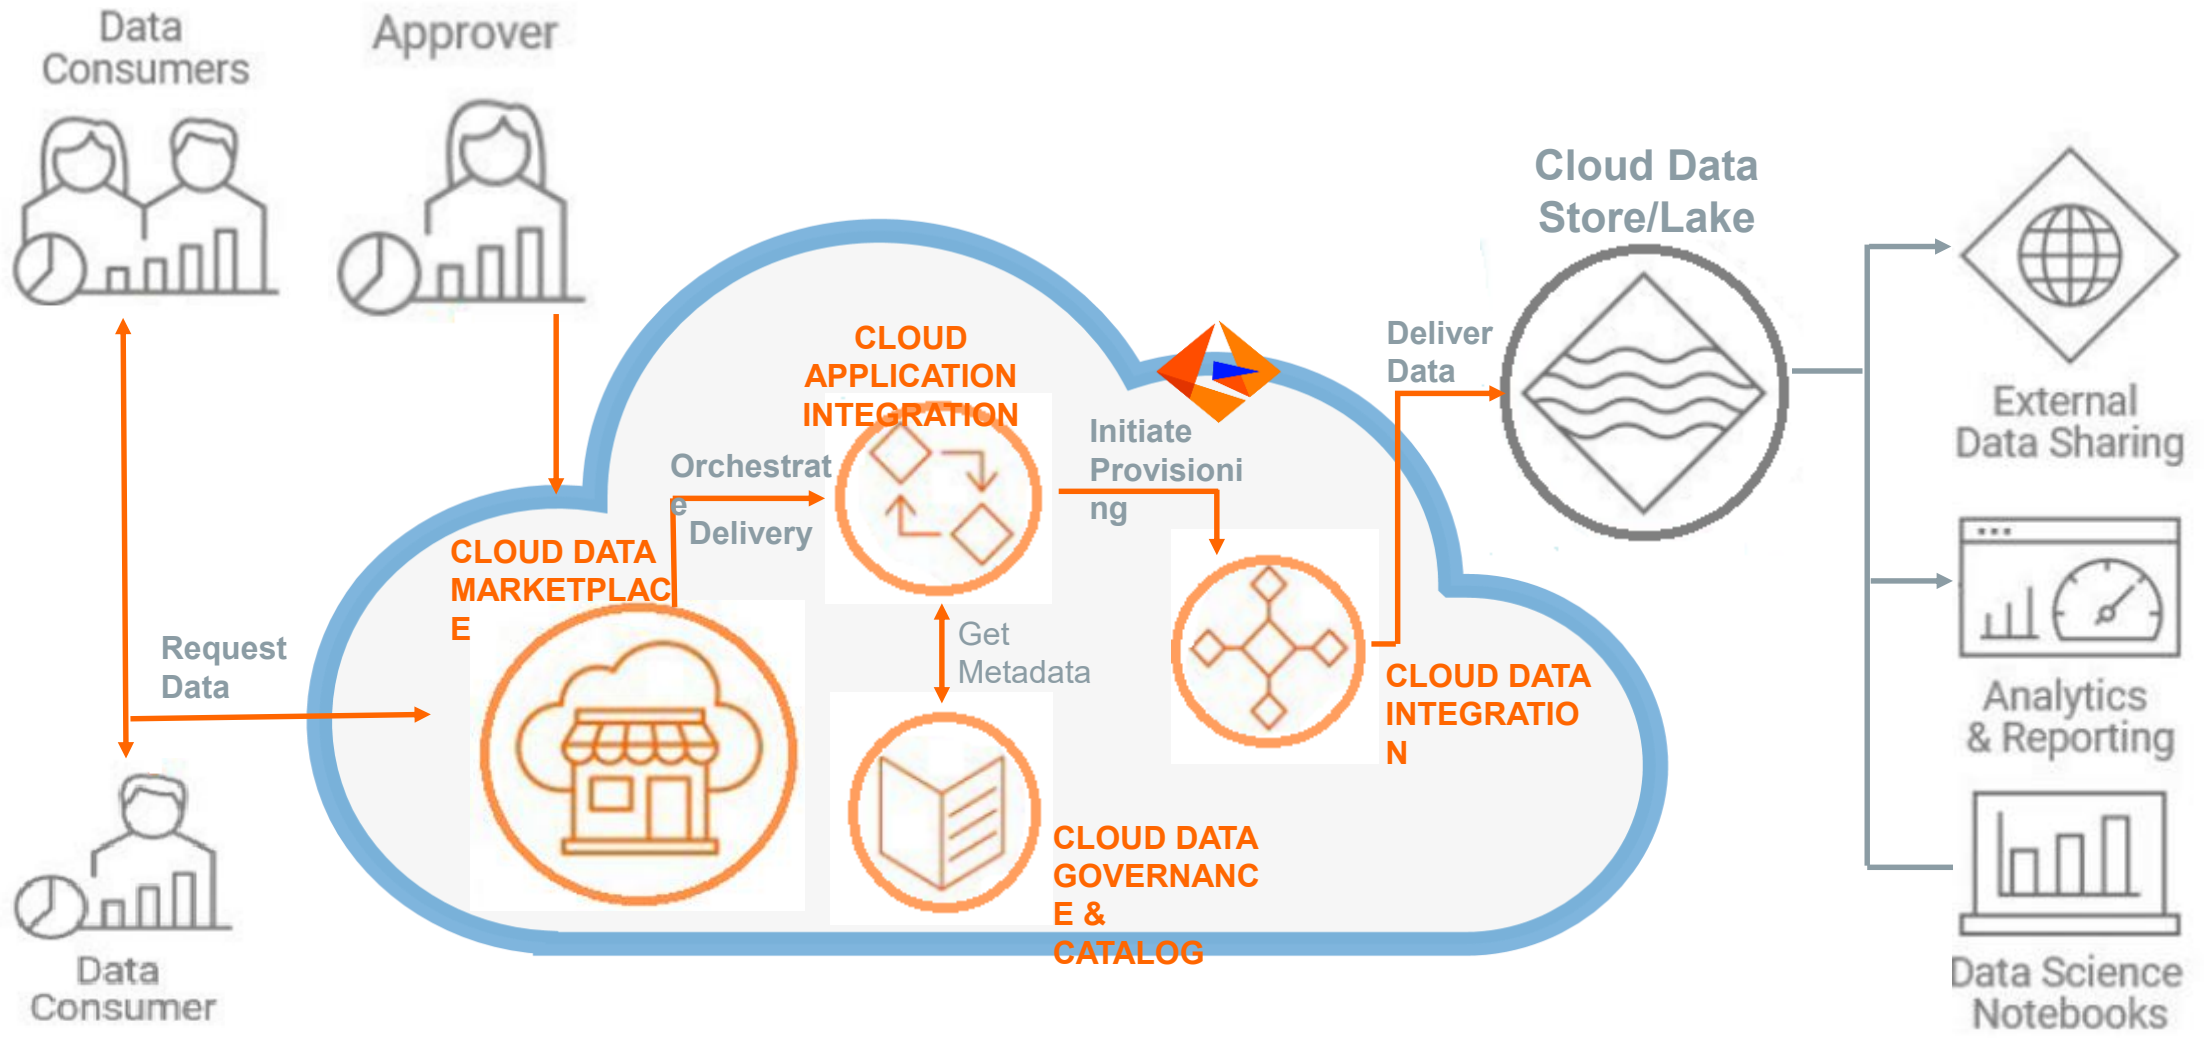 Data
Consumers
Approver
Cloud Data
Store/Lake
CLOUD
APPLICATION
INTEGRATION
Deliver
Data
Initiate
Provisioni
ng
Orchestrat
e
Delivery
External
Data Sharing
CLOUD DATA
MARKETPLAC
E
Request
Data
Get
Metadata
CLOUD DATA
INTEGRATIO
N
Analytics
& Reporting
CLOUD DATA
GOVERNANC
E &
CATALOG
Data
Consumer
Data Science
Notebooks